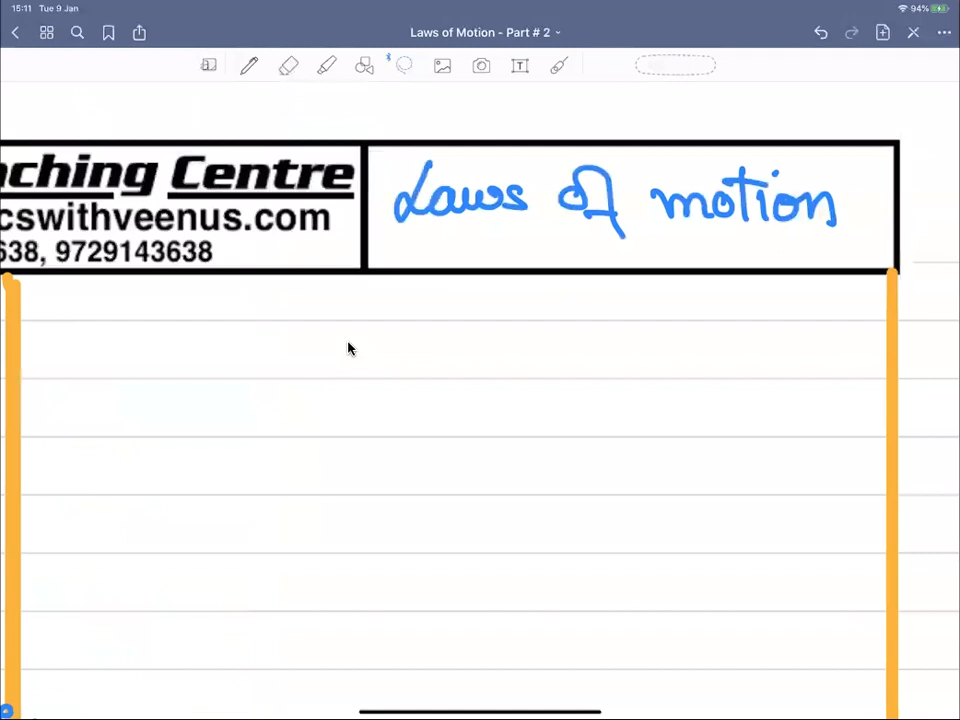 15:11 Tue 9 Jan 94%
Laws of Motion - Part # 2
aching Centre
cswithveenus.com
638, 9729143638
Laws of motion